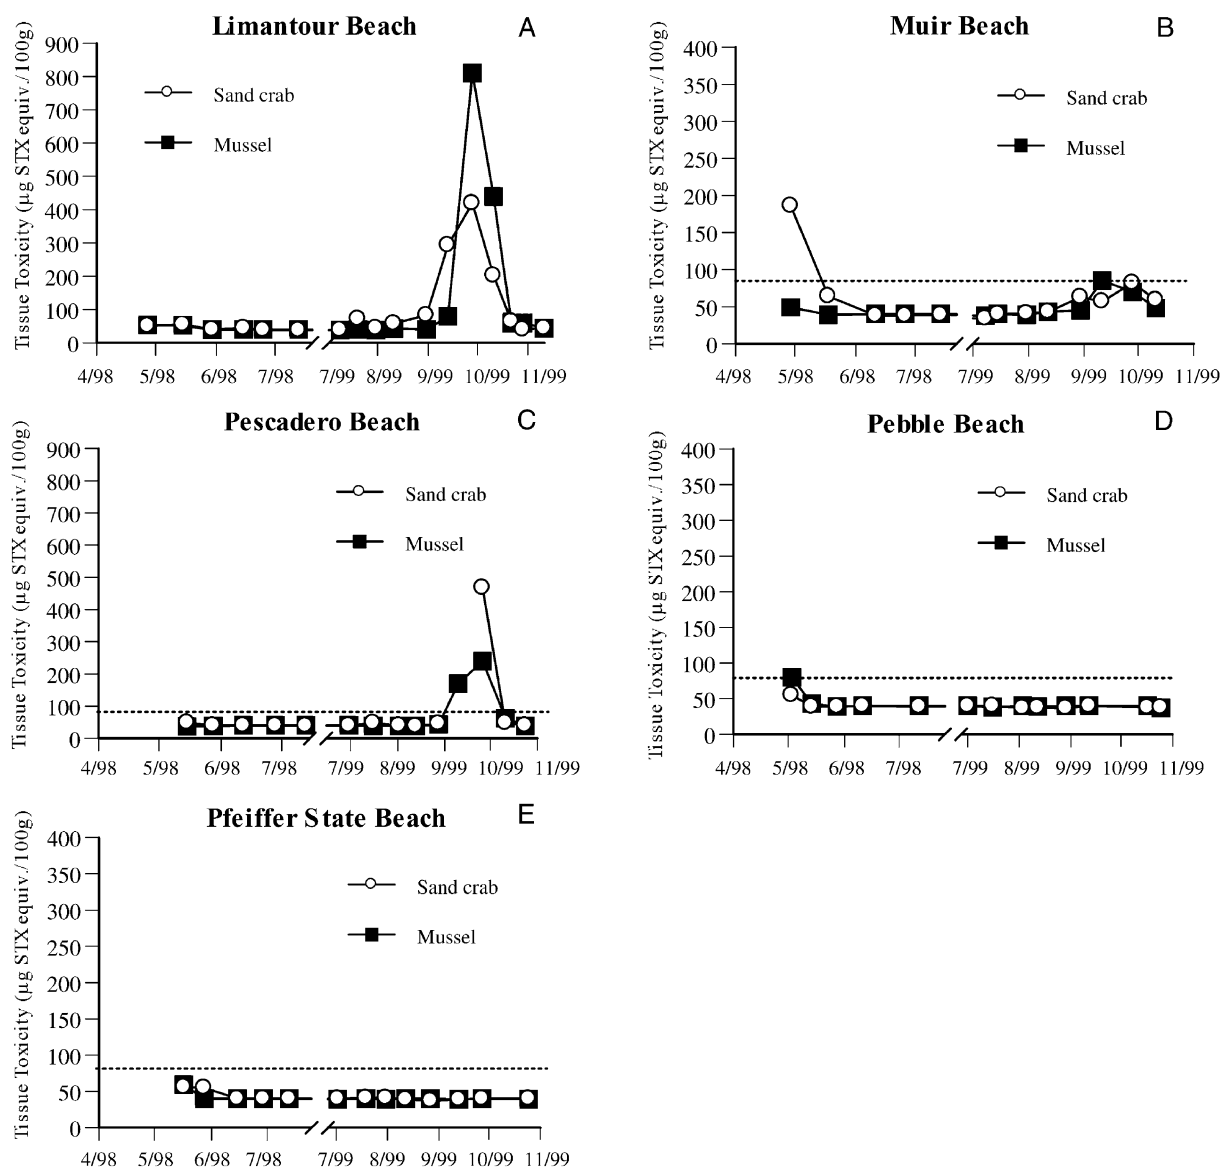 Limantour Beach A
Tissue Toxicity (µg STX equiv./100g)
900
800
700
600
500
400
300
200
100
0
Sand crab
Mussel
4/98 5/98 6/98 7/98 7/99 8/99 9/99 10/99 11/99
Muir Beach B
Tissue Toxicity (µg STX equiv./100g)
400
350
300
250
200
150
100
50
0
Sand crab
Mussel
4/98 5/98 6/98 7/98 7/99 8/99 9/99 10/99 11/99
Pescadero Beach C
Tissue Toxicity (µg STX equiv./100g)
900
800
700
600
500
400
300
200
100
0
Sand crab
Mussel
4/98 5/98 6/98 7/98 7/99 8/99 9/99 10/99 11/99
Pebble Beach D
Tissue Toxicity (µg STX equiv./100g)
400
350
300
250
200
150
100
50
0
Sand crab
Mussel
4/98 5/98 6/98 7/98 7/99 8/99 9/99 10/99 11/99
Pfeiffer State Beach E
Tissue Toxicity (µg STX equiv./100g)
400
350
300
250
200
150
100
50
0
Sand crab
Mussel
4/98 5/98 6/98 7/98 7/99 8/99 9/99 10/99 11/99